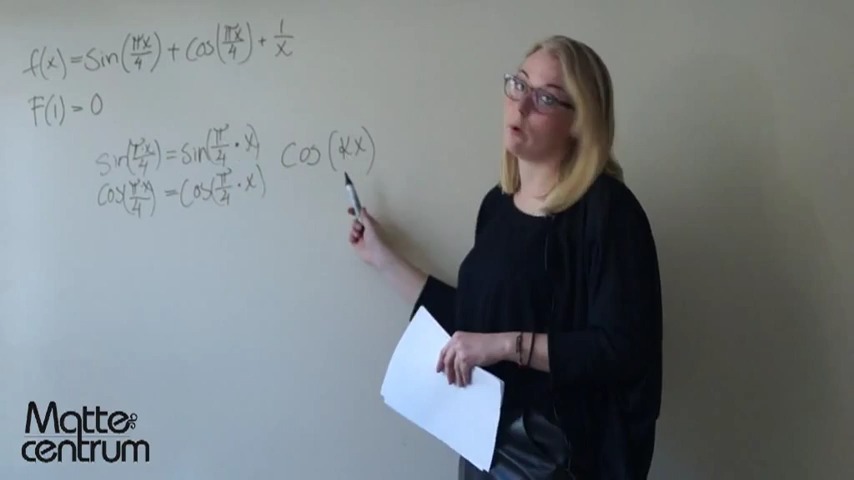 f(x) = sin(πx/4) + cos(πx/4) + 1/x
F(1) = 0
sin(πx/4) = sin(π/4 · x) cos(kx)
cos(πx/4) = cos(π/4 · x)
Matte
centrum